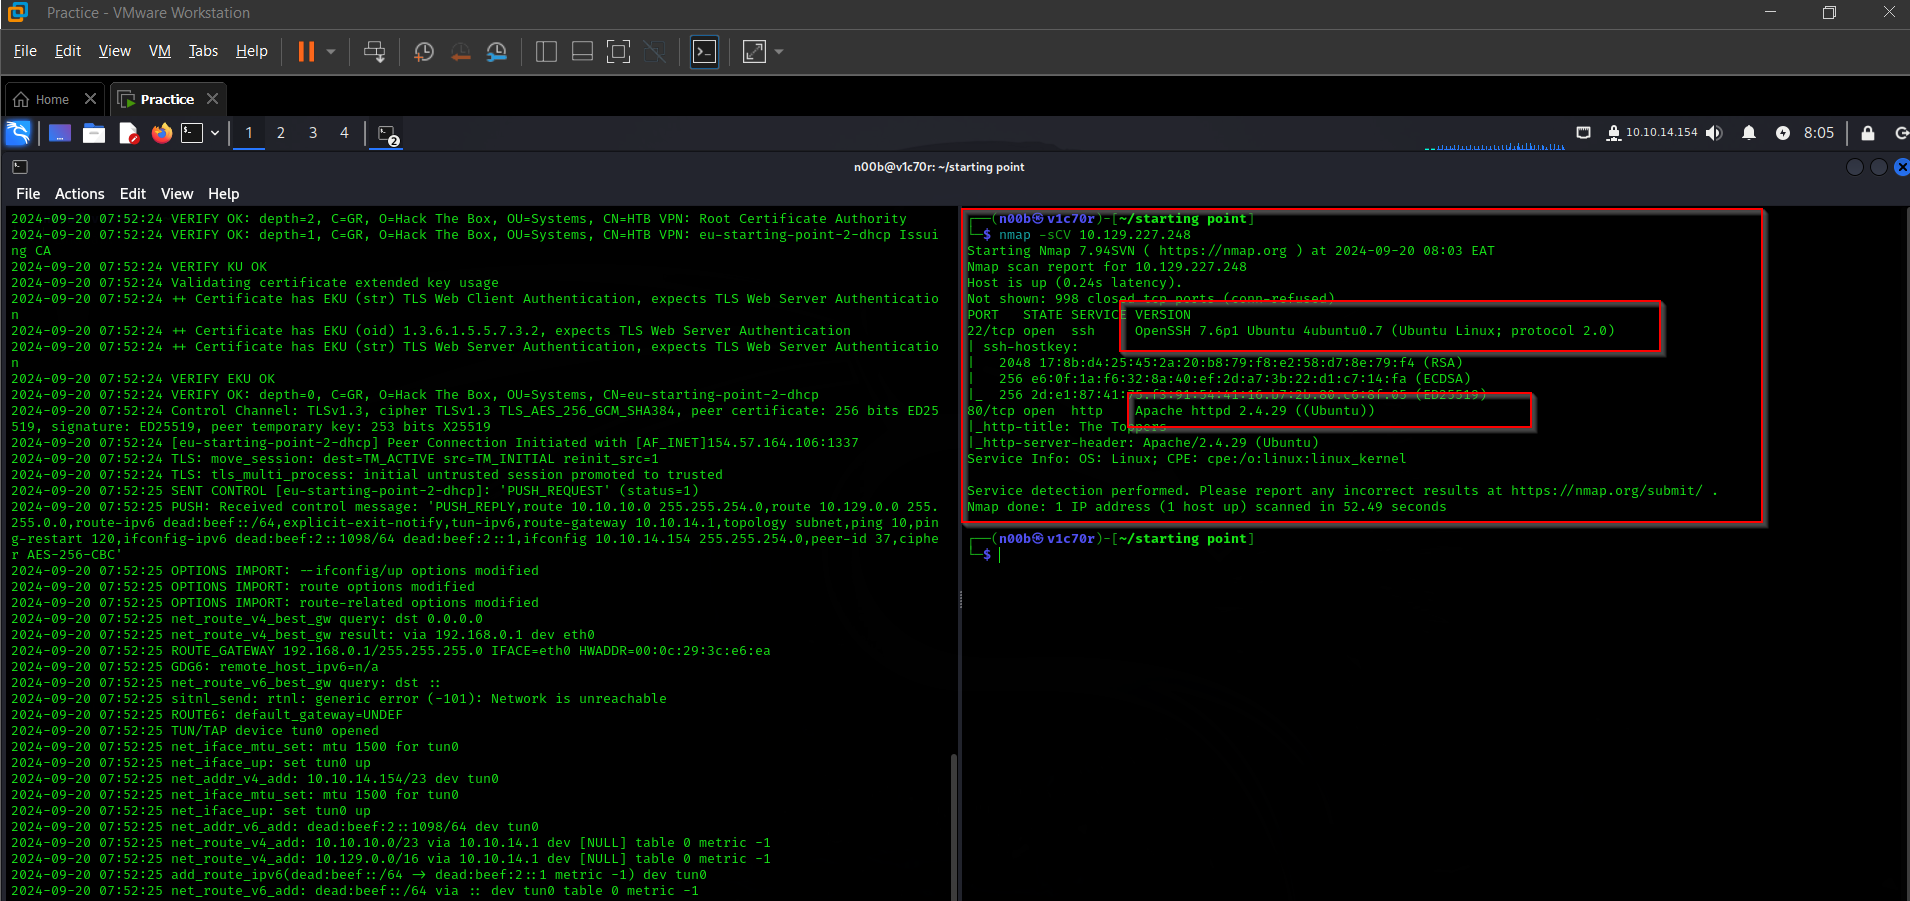 Practice - VMware Workstation
File Edit View VM Tabs Help
Home Practice
1 2 3 4 2 10.10.14.154 8:05
n00b@v1c70r: ~/starting point
File Actions Edit View Help
2024-09-20 07:52:24 VERIFY OK: depth=2, C=GR, O=Hack The Box, OU=Systems, CN=HTB VPN: Root Certificate Authority
2024-09-20 07:52:24 VERIFY OK: depth=1, C=GR, O=Hack The Box, OU=Systems, CN=HTB VPN: eu-starting-point-2-dhcp Issui
ng CA
2024-09-20 07:52:24 VERIFY KU OK
2024-09-20 07:52:24 Validating certificate extended key usage
2024-09-20 07:52:24 ++ Certificate has EKU (str) TLS Web Client Authentication, expects TLS Web Server Authenticatio
n
2024-09-20 07:52:24 ++ Certificate has EKU (oid) 1.3.6.1.5.5.7.3.2, expects TLS Web Server Authentication
2024-09-20 07:52:24 ++ Certificate has EKU (str) TLS Web Server Authentication, expects TLS Web Server Authenticatio
n
2024-09-20 07:52:24 VERIFY EKU OK
2024-09-20 07:52:24 VERIFY OK: depth=0, C=GR, O=Hack The Box, OU=Systems, CN=eu-starting-point-2-dhcp
2024-09-20 07:52:24 Control Channel: TLSv1.3, cipher TLSv1.3 TLS_AES_256_GCM_SHA384, peer certificate: 256 bits ED25
519, signature: ED25519, peer temporary key: 253 bits X25519
2024-09-20 07:52:24 [eu-starting-point-2-dhcp] Peer Connection Initiated with [AF_INET]154.57.164.106:1337
2024-09-20 07:52:24 TLS: move_session: dest=TM_ACTIVE src=TM_INITIAL reinit_src=1
2024-09-20 07:52:24 TLS: tls_multi_process: initial untrusted session promoted to trusted
2024-09-20 07:52:25 SENT CONTROL [eu-starting-point-2-dhcp]: 'PUSH_REQUEST' (status=1)
2024-09-20 07:52:25 PUSH: Received control message: 'PUSH_REPLY,route 10.10.10.0 255.255.254.0,route 10.129.0.0 255.
255.0.0,route-ipv6 dead:beef::/64,explicit-exit-notify,tun-ipv6,route-gateway 10.10.14.1,topology subnet,ping 10,pin
g-restart 120,ifconfig-ipv6 dead:beef:2::1098/64 dead:beef:2::1,ifconfig 10.10.14.154 255.255.254.0,peer-id 37,ciphe
r AES-256-CBC'
2024-09-20 07:52:25 OPTIONS IMPORT: --ifconfig/up options modified
2024-09-20 07:52:25 OPTIONS IMPORT: route options modified
2024-09-20 07:52:25 OPTIONS IMPORT: route-related options modified
2024-09-20 07:52:25 net_route_v4_best_gw query: dst 0.0.0.0
2024-09-20 07:52:25 net_route_v4_best_gw result: via 192.168.0.1 dev eth0
2024-09-20 07:52:25 ROUTE_GATEWAY 192.168.0.1/255.255.255.0 IFACE=eth0 HWADDR=00:0c:29:3c:e6:ea
2024-09-20 07:52:25 GDG6: remote_host_ipv6=n/a
2024-09-20 07:52:25 net_route_v6_best_gw query: dst ::
2024-09-20 07:52:25 sitnl_send: rtnl: generic error (-101): Network is unreachable
2024-09-20 07:52:25 ROUTE6: default_gateway=UNDEF
2024-09-20 07:52:25 TUN/TAP device tun0 opened
2024-09-20 07:52:25 net_iface_mtu_set: mtu 1500 for tun0
2024-09-20 07:52:25 net_iface_up: set tun0 up
2024-09-20 07:52:25 net_addr_v4_add: 10.10.14.154/23 dev tun0
2024-09-20 07:52:25 net_iface_mtu_set: mtu 1500 for tun0
2024-09-20 07:52:25 net_iface_up: set tun0 up
2024-09-20 07:52:25 net_addr_v6_add: dead:beef:2::1098/64 dev tun0
2024-09-20 07:52:25 net_route_v4_add: 10.10.10.0/23 via 10.10.14.1 dev [NULL] table 0 metric -1
2024-09-20 07:52:25 net_route_v4_add: 10.129.0.0/16 via 10.10.14.1 dev [NULL] table 0 metric -1
2024-09-20 07:52:25 add_route_ipv6(dead:beef::/64 -> dead:beef:2::1 metric -1) dev tun0
2024-09-20 07:52:25 net_route_v6_add: dead:beef::/64 via :: dev tun0 table 0 metric -1
┌──(n00b㉿v1c70r)-[~/starting point]
└─$ nmap -sCV 10.129.227.248
Starting Nmap 7.94SVN ( https://nmap.org ) at 2024-09-20 08:03 EAT
Nmap scan report for 10.129.227.248
Host is up (0.24s latency).
Not shown: 998 closed tcp ports (conn-refused)
PORT STATE SERVICE VERSION
22/tcp open ssh OpenSSH 7.6p1 Ubuntu 4ubuntu0.7 (Ubuntu Linux; protocol 2.0)
| ssh-hostkey:
| 2048 17:8b:d4:25:45:2a:20:b8:79:f8:e2:58:d7:8e:79:f4 (RSA)
| 256 e6:0f:1a:f6:32:8a:40:ef:2d:a7:3b:22:d1:c7:14:fa (ECDSA)
|_ 256 2d:e1:87:41:75:f3:91:54:41:16:b7:2b:80:c6:8f:05 (ED25519)
80/tcp open http Apache httpd 2.4.29 ((Ubuntu))
|_http-title: The Toppers
|_http-server-header: Apache/2.4.29 (Ubuntu)
Service Info: OS: Linux; CPE: cpe:/o:linux:linux_kernel
Service detection performed. Please report any incorrect results at https://nmap.org/submit/ .
Nmap done: 1 IP address (1 host up) scanned in 52.49 seconds
┌──(n00b㉿v1c70r)-[~/starting point]
└─$